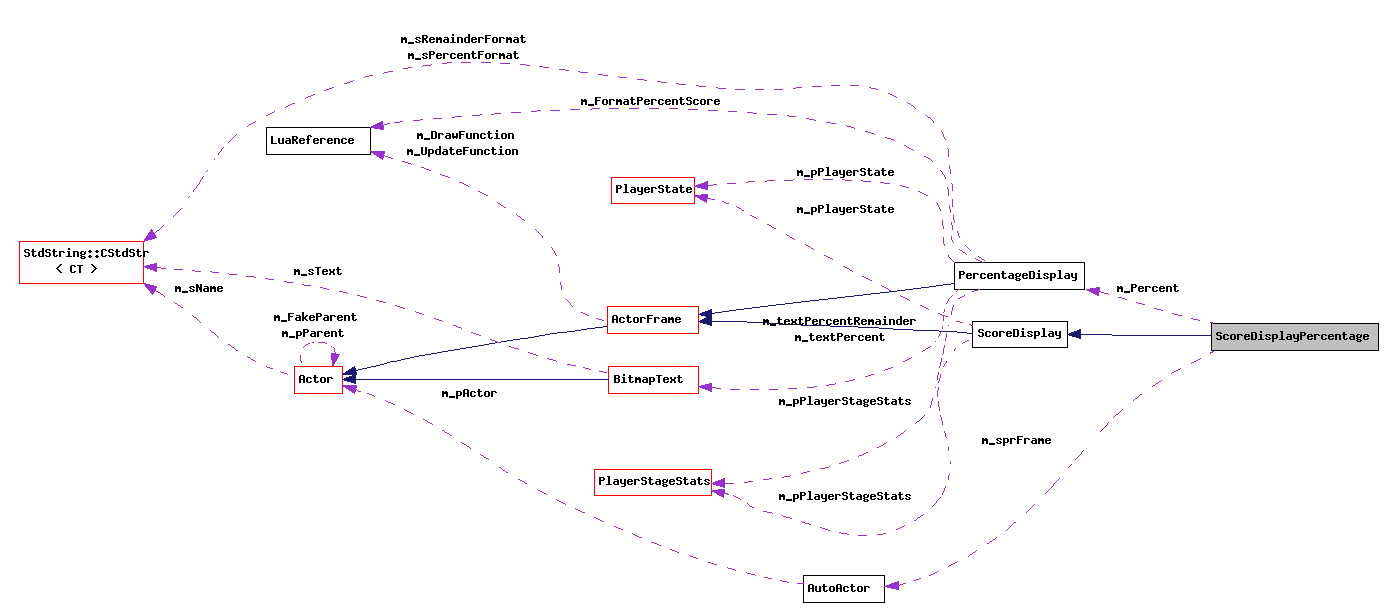 m_sRemainderFormat
m_sPercentFormat
m_FormatPercentScore
LuaReference
m_DrawFunction
m_UpdateFunction
m_pPlayerState
PlayerState
m_pPlayerState
StdString::CStdStr
< CT >
m_sText
m_sName
PercentageDisplay
m_Percent
m_FakeParent
m_pParent
ActorFrame
m_textPercentRemainder
m_textPercent
ScoreDisplay
ScoreDisplayPercentage
Actor
BitmapText
m_pActor
m_pPlayerStageStats
m_sprFrame
PlayerStageStats
m_pPlayerStageStats
AutoActor